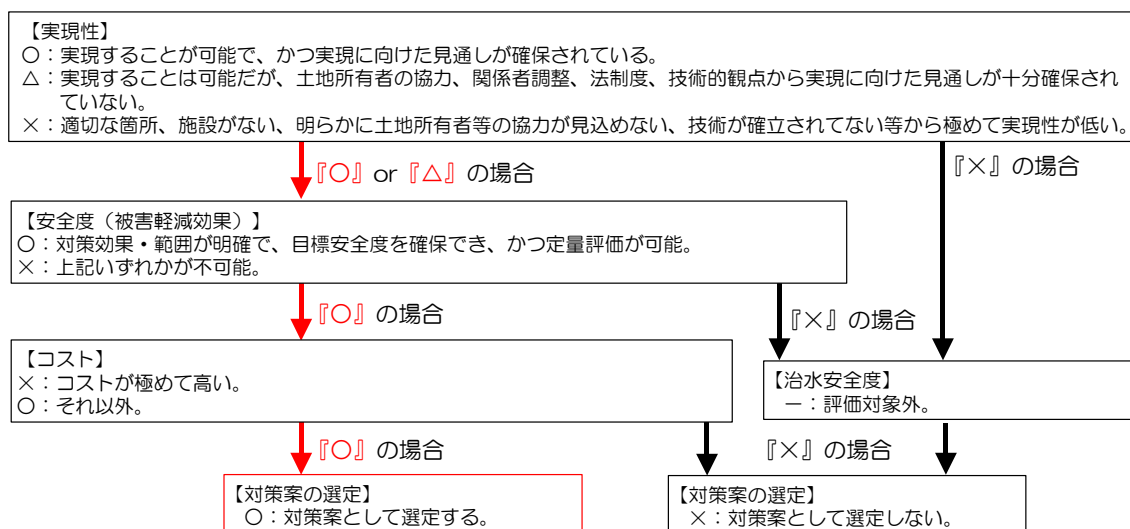 【実現性】
〇：実現することが可能で、かつ実現に向けた見通しが確保されている。
△：実現することは可能だが、土地所有者の協力、関係者調整、法制度、技術的観点から実現に向けた見通しが十分確保され
ていない。
×：適切な箇所、施設がない、明らかに土地所有者等の協力が見込めない、技術が確立されてない等から極めて実現性が低い。
『〇』or『△』の場合
『×』の場合
【安全度（被害軽減効果）】
〇：対策効果・範囲が明確で、目標安全度を確保でき、かつ定量評価が可能。
×：上記いずれかが不可能。
『〇』の場合
『×』の場合
【コスト】
×：コストが極めて高い。
〇：それ以外。
【治水安全度】
－：評価対象外。
『〇』の場合
『×』の場合
【対策案の選定】
〇：対策案として選定する。
【対策案の選定】
×：対策案として選定しない。